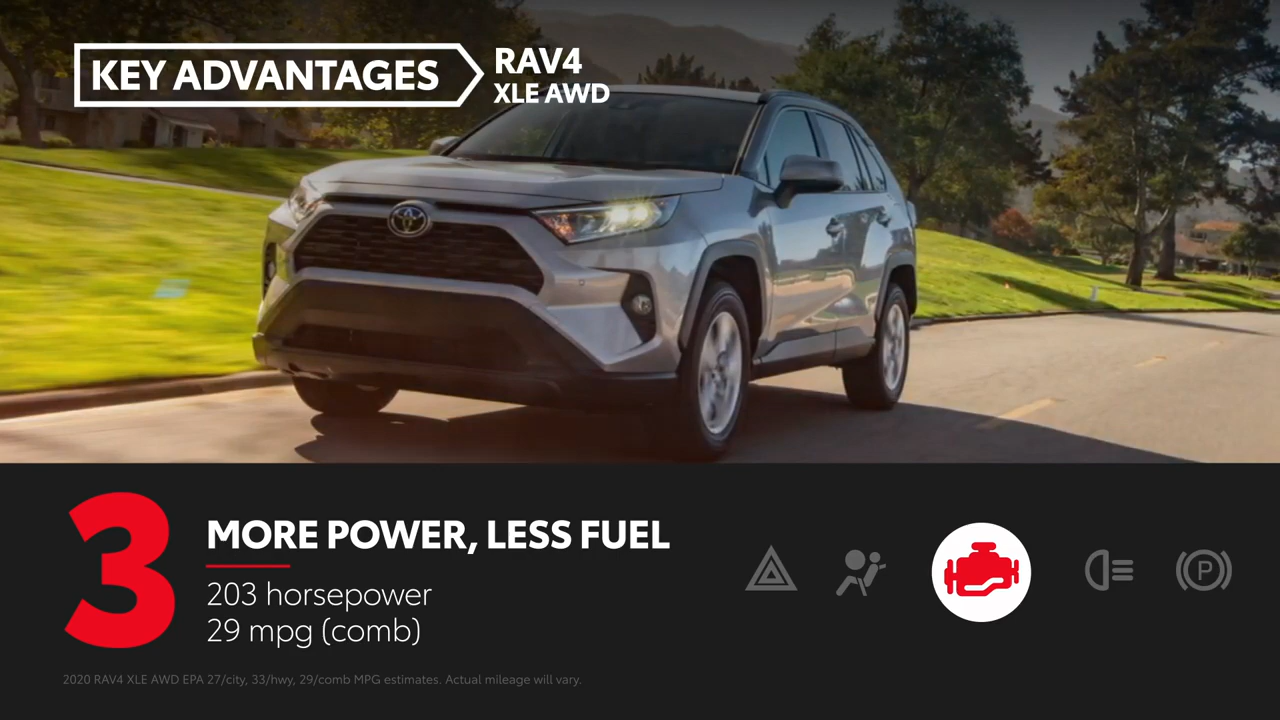 KEY ADVANTAGES
RAV4
XLE AWD
3
MORE POWER, LESS FUEL
203 horsepower
29 mpg (comb)
P
2020 RAV4 XLE AWD EPA 27/city, 33/hwy, 29/comb MPG estimates. Actual mileage will vary.